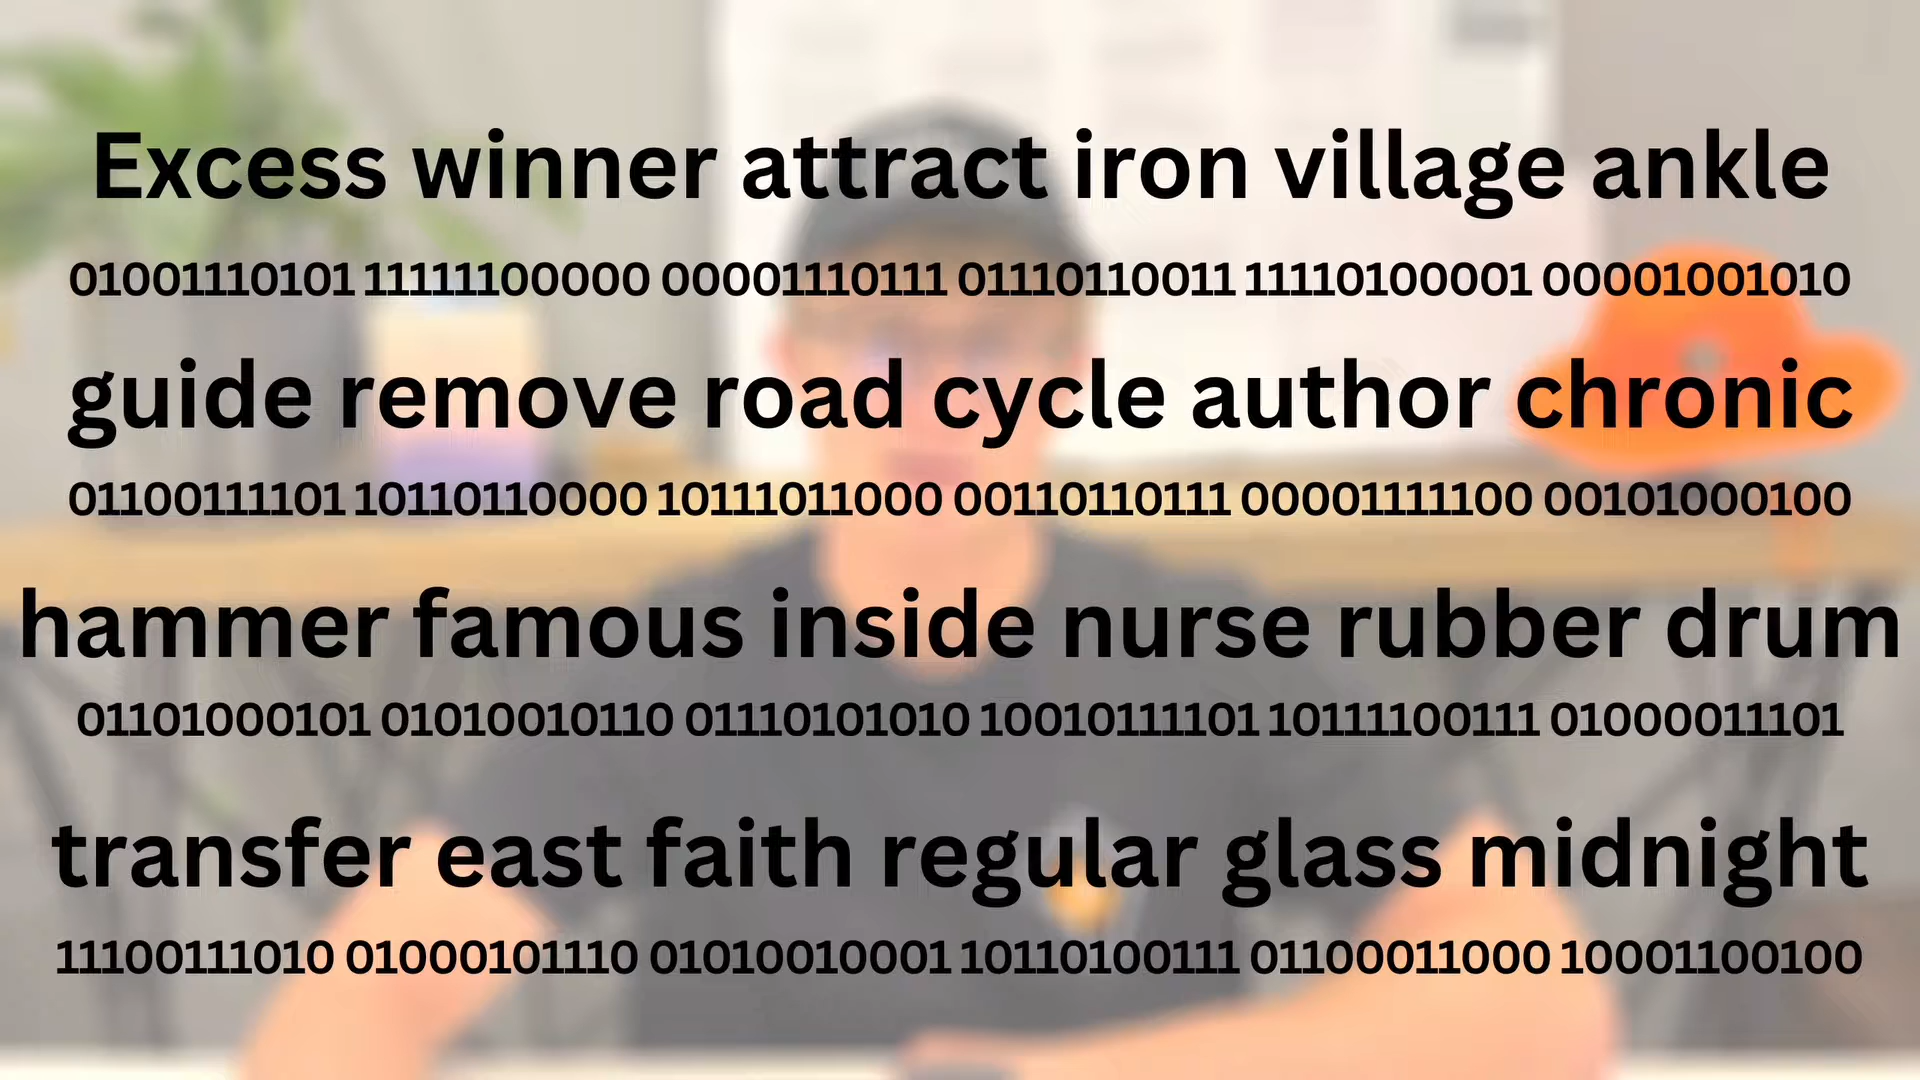 Excess winner attract iron village ankle
01001110101 11111100000 00001110111 01110110011 11110100001 00001001010
guide remove road cycle author chronic
01100111101 10110110000 10111011000 00110110111 00001111100 00101000100
hammer famous inside nurse rubber drum
01101000101 01010010110 01110101010 10010111101 10111100111 01000011101
transfer east faith regular glass midnight
11100111010 01000101110 01010010001 10110100111 01100011000 10001100100